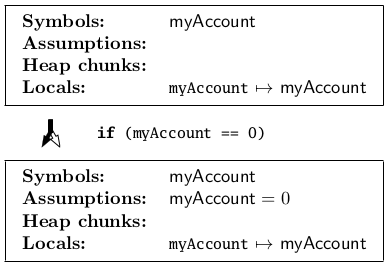 Symbols: myAccount
Assumptions:
Heap chunks:
Locals: myAccount ↦ myAccount
if (myAccount == 0)
Symbols: myAccount
Assumptions: myAccount = 0
Heap chunks:
Locals: myAccount ↦ myAccount